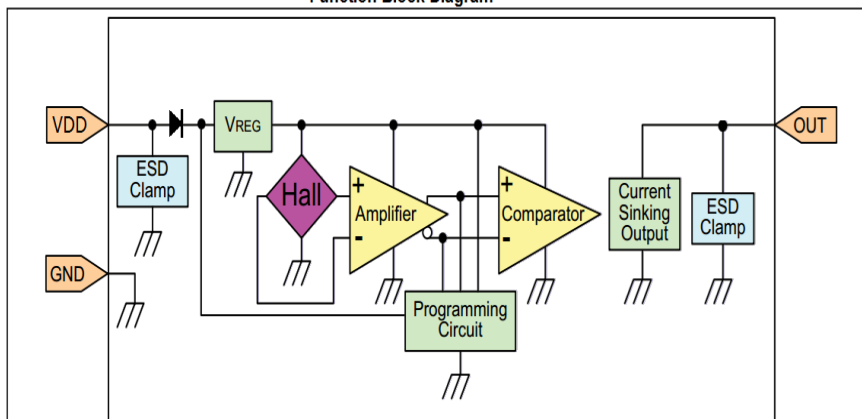 Function Block Diagram
VDD
VREG
OUT
ESD
Clamp
Hall
+
-
Amplifier
+
-
Comparator
Current
Sinking
Output
ESD
Clamp
GND
Programming
Circuit